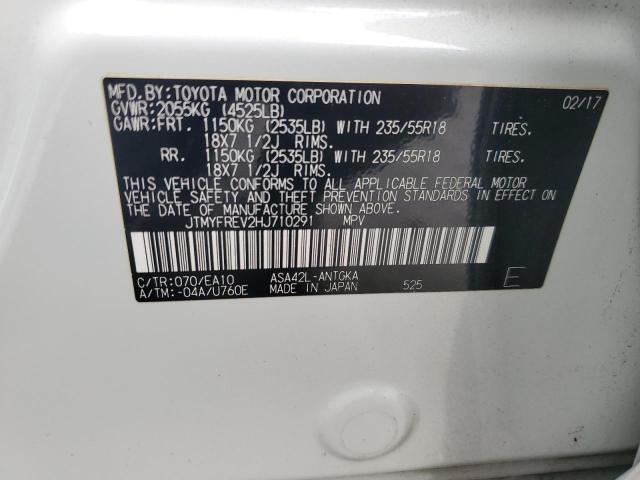 MFD. BY: TOYOTA MOTOR CORPORATION 02/17
GVWR: 2055KG (4525LB)
GAWR: FRT. 1150KG (2535LB) WITH 235/55R18 TIRES.
18X7 1/2J RIMS.
RR. 1150KG (2535LB) WITH 235/55R18 TIRES.
18X7 1/2J RIMS.
THIS VEHICLE CONFORMS TO ALL APPLICABLE FEDERAL MOTOR
VEHICLE SAFETY AND THEFT PREVENTION STANDARDS IN EFFECT ON THE
DATE OF MANUFACTURE SHOWN ABOVE.
JTMYFREV2HJ710291 MPV
C/TR: 070/EA10 ASA42L-ANTGKA
A/TM: -04A/U760E MADE IN JAPAN 525 E